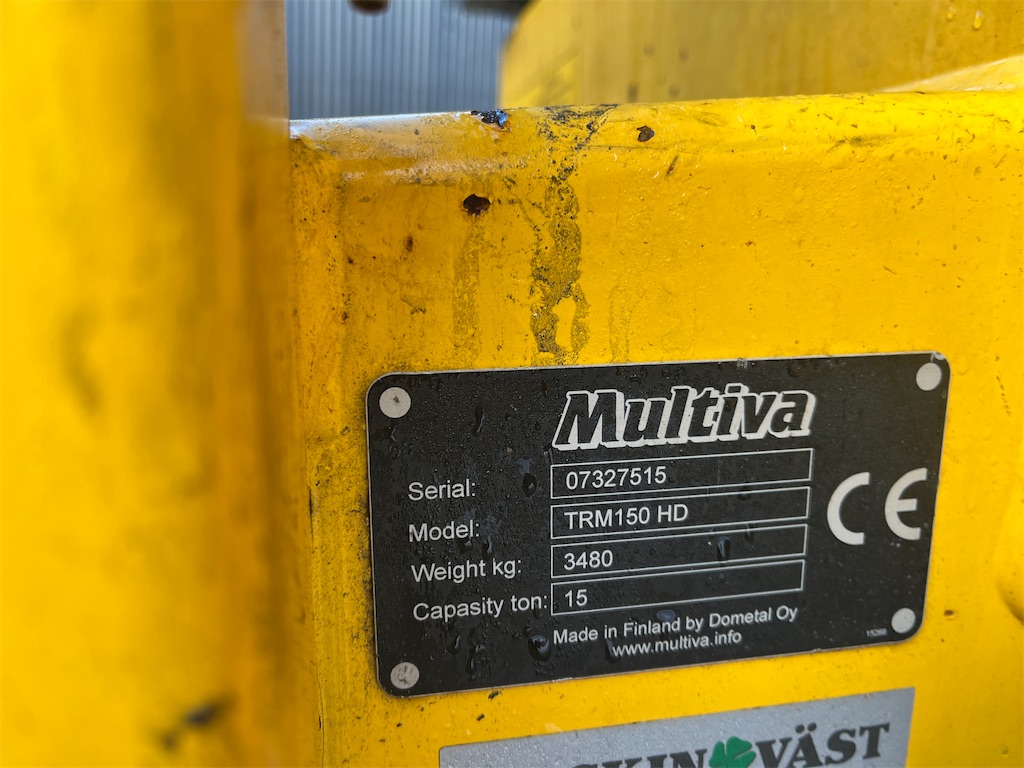 Multiva
Serial: 07327515
Model: TRM150 HD
Weight kg: 3480
Capasity ton: 15
CE
Made in Finland by Dometal Oy
www.multiva.info
15266
VÄST